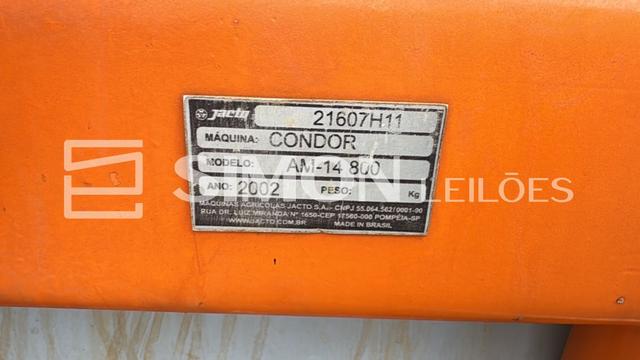 Jacto 21607H11
MÁQUINA: CONDOR
MODELO: AM-14 800
SIMON LEILÕES
ANO: 2002 PESO: Kg
MÁQUINAS AGRÍCOLAS JACTO S.A.- CNPJ 55.064.562/0001-90
RUA DR. LUIZ MIRANDA Nº 1650-CEP 17580-000 POMPÉIA-SP
WWW.JACTO.COM.BR MADE IN BRASIL